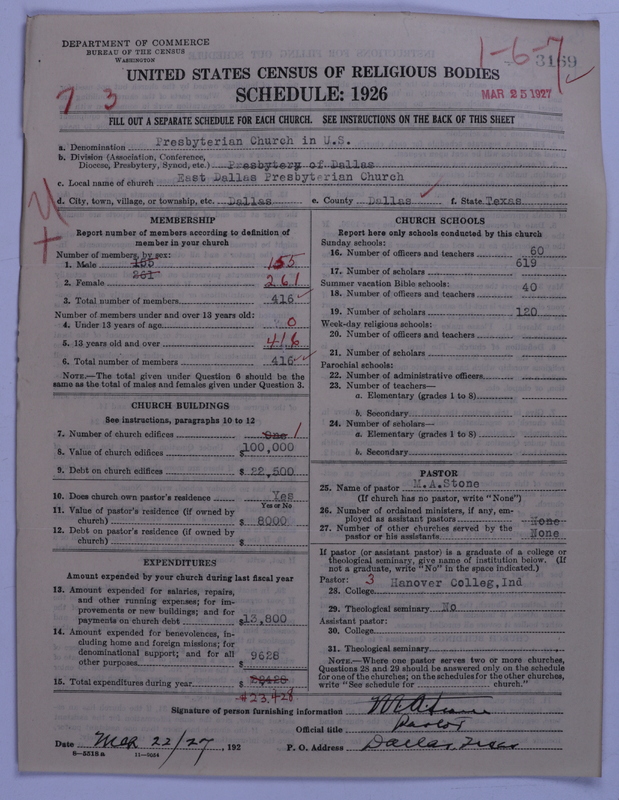 DEPARTMENT OF COMMERCE
BUREAU OF THE CENSUS
WASHINGTON
1-6-7
3169
MAR 25 1927
UNITED STATES CENSUS OF RELIGIOUS BODIES
SCHEDULE: 1926
7 3
FILL OUT A SEPARATE SCHEDULE FOR EACH CHURCH. SEE INSTRUCTIONS ON THE BACK OF THIS SHEET
a. Denomination Presbyterian Church in U.S.
b. Division (Association, Conference,
Diocese, Presbytery, Synod, etc.) Presbytery of Dallas
c. Local name of church East Dallas Presbyterian Church
d. City, town, village, or township, etc. Dallas e. County Dallas f. State Texas
MEMBERSHIP
Report number of members according to definition of
member in your church
Number of members, by sex:
1. Male 155 155
2. Female 261 261
3. Total number of members 416
Number of members under and over 13 years old:
4. Under 13 years of age 0
5. 13 years old and over 416
6. Total number of members 416
NOTE.—The total given under Question 6 should be the
same as the total of males and females given under Question 3.
CHURCH BUILDINGS
See instructions, paragraphs 10 to 12
7. Number of church edifices One 1
8. Value of church edifices $100,000
9. Debt on church edifices $ 22,500
10. Does church own pastor's residence Yes
Yes or No
11. Value of pastor's residence (if owned by
church) $ 8000
12. Debt on pastor's residence (if owned by
church) $
EXPENDITURES
Amount expended by your church during last fiscal year
13. Amount expended for salaries, repairs,
and other running expenses; for im-
provements or new buildings; and for
payments on church debt $13,800
14. Amount expended for benevolences, in-
cluding home and foreign missions; for
denominational support; and for all
other purposes $ 9628
15. Total expenditures during year $
$23,428
CHURCH SCHOOLS
Report here only schools conducted by this church
Sunday schools:
16. Number of officers and teachers 60
17. Number of scholars 619
Summer vacation Bible schools:
18. Number of officers and teachers 40
19. Number of scholars 120
Week-day religious schools:
20. Number of officers and teachers
21. Number of scholars
Parochial schools:
22. Number of administrative officers
23. Number of teachers—
a. Elementary (grades 1 to 8)
b. Secondary
24. Number of scholars—
a. Elementary (grades 1 to 8)
b. Secondary
PASTOR
25. Name of pastor M.A.Stone
(If church has no pastor, write "None")
26. Number of ordained ministers, if any, em-
ployed as assistant pastors None
27. Number of other churches served by the
pastor or his assistants None
If pastor (or assistant pastor) is a graduate of a college or
theological seminary, give name of institution below. (If
not a graduate, write "No" in the space indicated.)
Pastor: 3
28. College Hanover Colleg,Ind
29. Theological seminary No
Assistant pastor:
30. College
31. Theological seminary
NOTE.—Where one pastor serves two or more churches,
Questions 28 and 29 should be answered only on the schedule
for one of the churches; on the schedules for the other churches,
write "See schedule for church."
Signature of person furnishing information
Official title Pastor
Date Mar 22/27, 192 P. O. Address Dallas, Texas
8—5518 a 11—9034